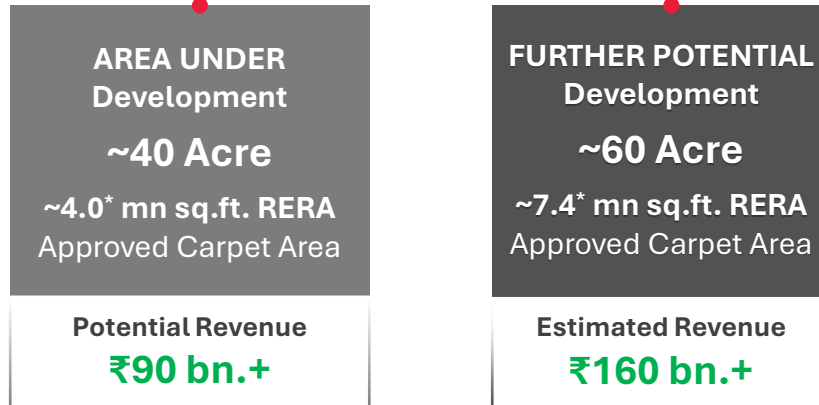 AREA UNDER
Development
~40 Acre
~4.0* mn sq.ft. RERA
Approved Carpet Area
Potential Revenue
₹90 bn.+
FURTHER POTENTIAL
Development
~60 Acre
~7.4* mn sq.ft. RERA
Approved Carpet Area
Estimated Revenue
₹160 bn.+